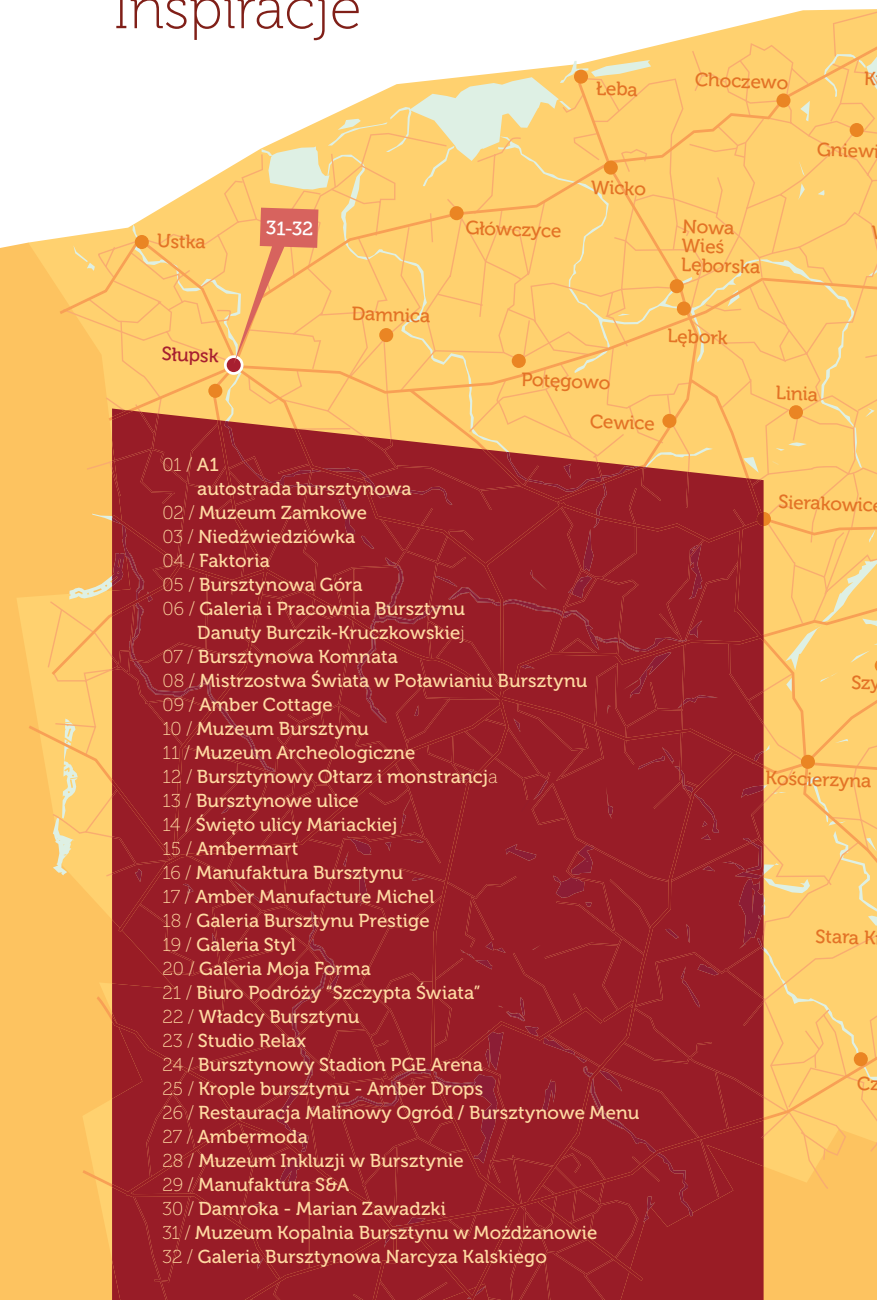 Inspiracje
Łeba
Choczewo
Wicko
31-32
Główczyce
Ustka
Nowa
Wieś
Lęborska
Damnica
Lębork
Słupsk
Potęgowo
Linia
Cewice
Sierakowice
Kościerzyna
01 / A1
autostrada bursztynowa
02 / Muzeum Zamkowe
03 / Niedźwiedziówka
04 / Faktoria
05 / Bursztynowa Góra
06 / Galeria i Pracownia Bursztynu
Danuty Burczik-Kruczkowskiej
07 / Bursztynowa Komnata
08 / Mistrzostwa Świata w Poławianiu Bursztynu
09 / Amber Cottage
10 / Muzeum Bursztynu
11 / Muzeum Archeologiczne
12 / Bursztynowy Ołtarz i monstrancja
13 / Bursztynowe ulice
14 / Święto ulicy Mariackiej
15 / Ambermart
16 / Manufaktura Bursztynu
17 / Amber Manufacture Michel
18 / Galeria Bursztynu Prestige
19 / Galeria Styl
20 / Galeria Moja Forma
21 / Biuro Podróży “Szczypta Świata”
22 / Władcy Bursztynu
23 / Studio Relax
24 / Bursztynowy Stadion PGE Arena
25 / Krople bursztynu - Amber Drops
26 / Restauracja Malinowy Ogród / Bursztynowe Menu
27 / Ambermoda
28 / Muzeum Inkluzji w Bursztynie
29 / Manufaktura S&A
30 / Damroka - Marian Zawadzki
31 / Muzeum Kopalnia Bursztynu w Możdżanowie
32 / Galeria Bursztynowa Narcyza Kalskiego
Stara